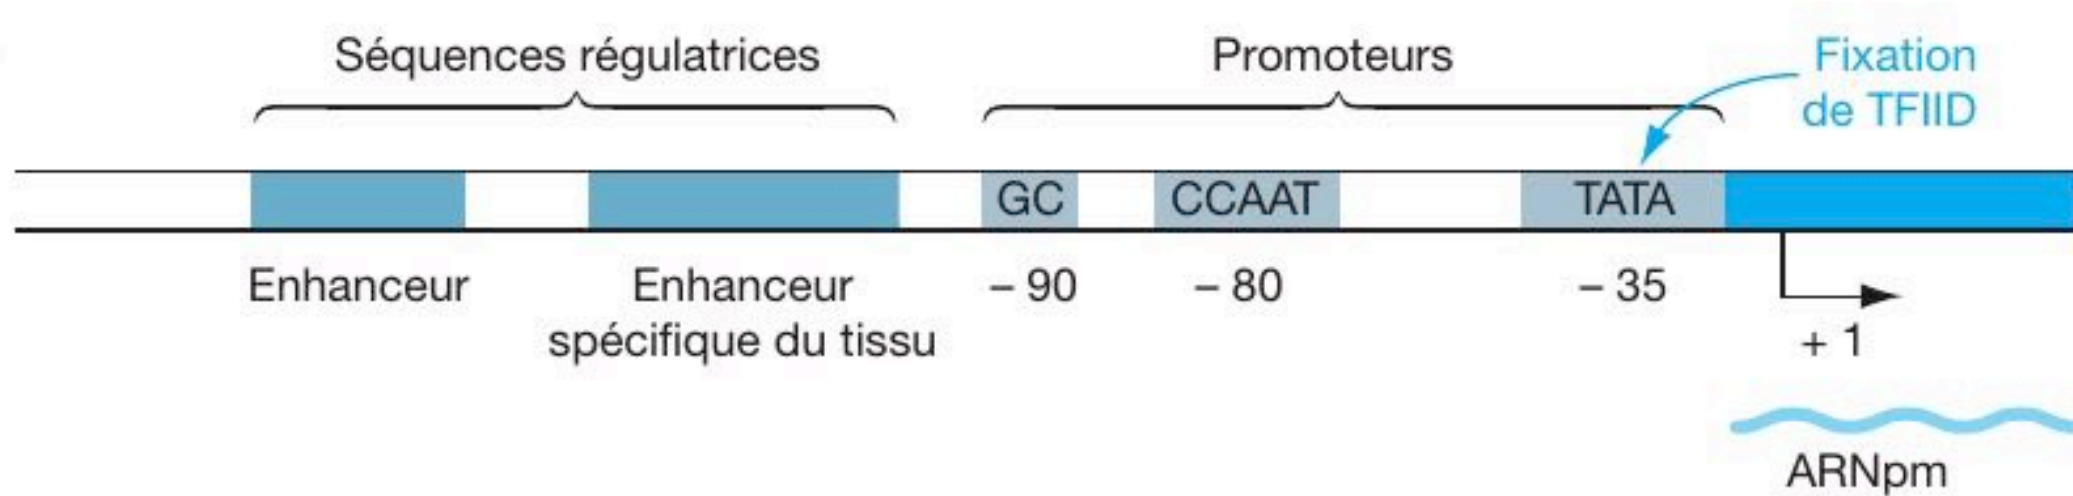 Séquences régulatrices
Promoteurs
Fixation
de TFIID
GC
CCAAT
TATA
Enhanceur
Enhanceur
spécifique du tissu
– 90
– 80
– 35
+ 1
ARNpm